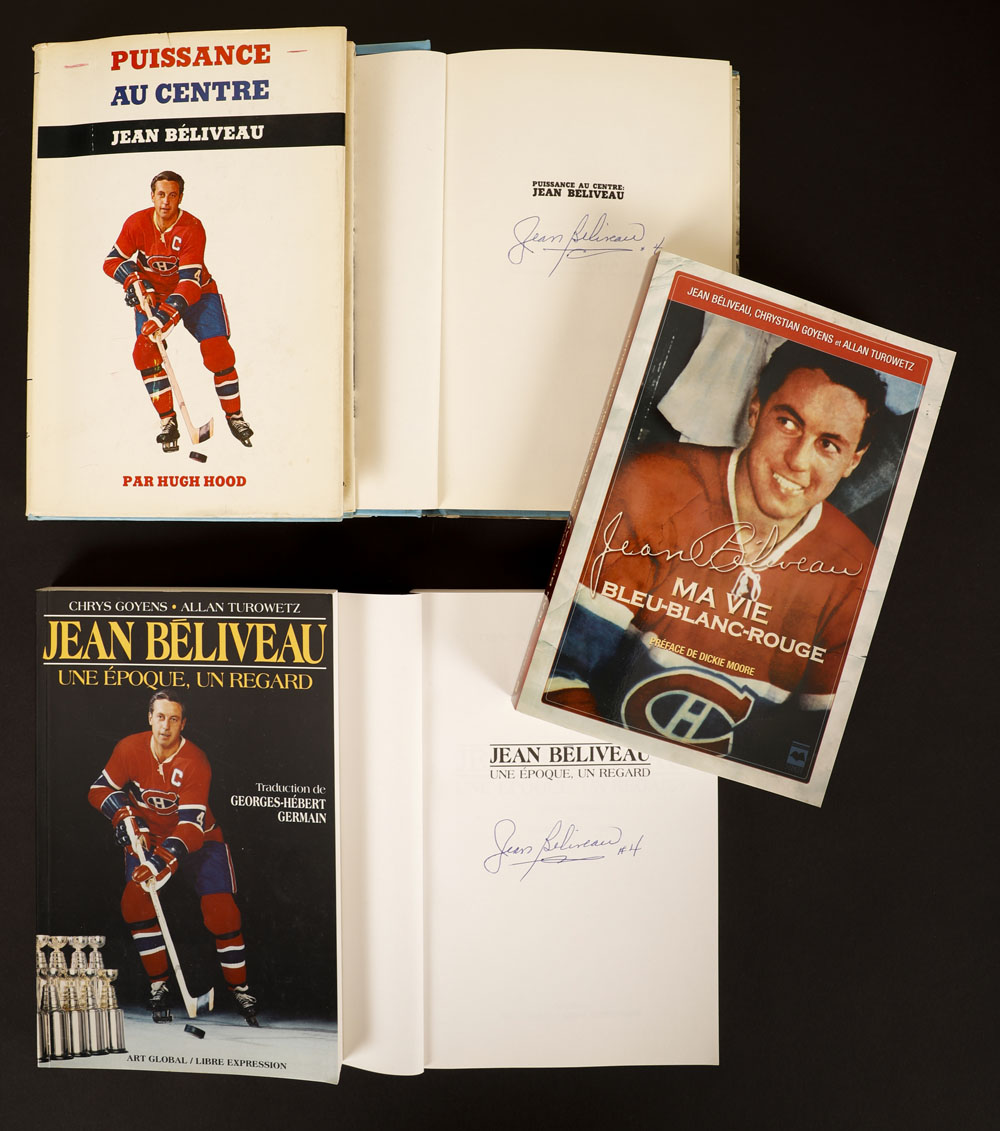 PUISSANCE
AU CENTRE
JEAN BÉLIVEAU
C
4
PAR HUGH HOOD
PUISSANCE AU CENTRE:
JEAN BÉLIVEAU
Jean Béliveau #4
JEAN BÉLIVEAU, CHRYSTIAN GOYENS et ALLAN TUROWETZ
Jean Béliveau
MA VIE
BLEU-BLANC-ROUGE
PRÉFACE DE DICKIE MOORE
CHRYS GOYENS • ALLAN TUROWETZ
JEAN BÉLIVEAU
UNE ÉPOQUE, UN REGARD
C
4
Traduction de
GEORGES-HÉBERT
GERMAIN
ART GLOBAL / LIBRE EXPRESSION
JEAN BÉLIVEAU
UNE ÉPOQUE, UN REGARD
Jean Béliveau #4